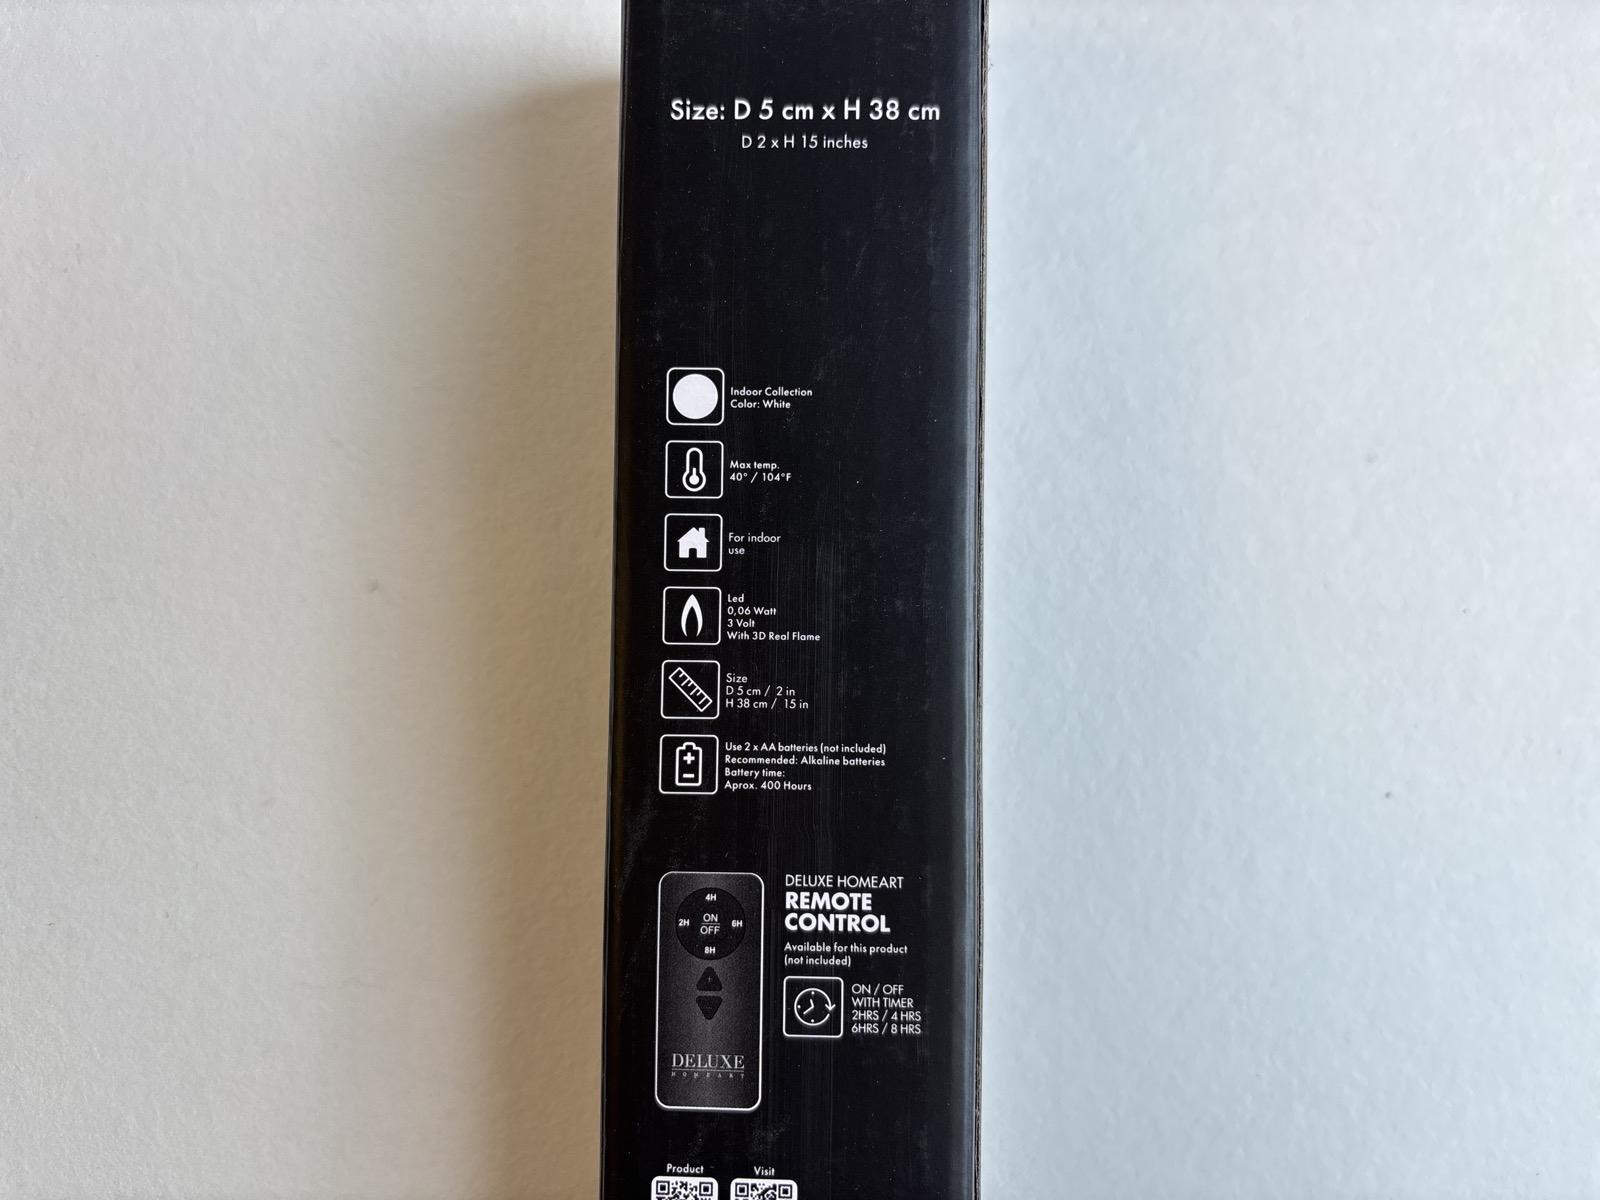 Size: D 5 cm x H 38 cm
D 2 x H 15 inches
Indoor Collection
Color: White
Max temp.
40° / 104°F
For indoor
use
Led
0,06 Watt
3 Volt
With 3D Real Flame
Size
D 5 cm / 2 in
H 38 cm / 15 in
Use 2 x AA batteries (not included)
Recommended: Alkaline batteries
Battery time:
Aprox. 400 Hours
4H
2H
ON
OFF
6H
8H
DELUXE
HOMEART
DELUXE HOMEART
REMOTE
CONTROL
Available for this product
(not included)
ON / OFF
WITH TIMER
2HRS / 4 HRS
6HRS / 8 HRS
Product
Visit